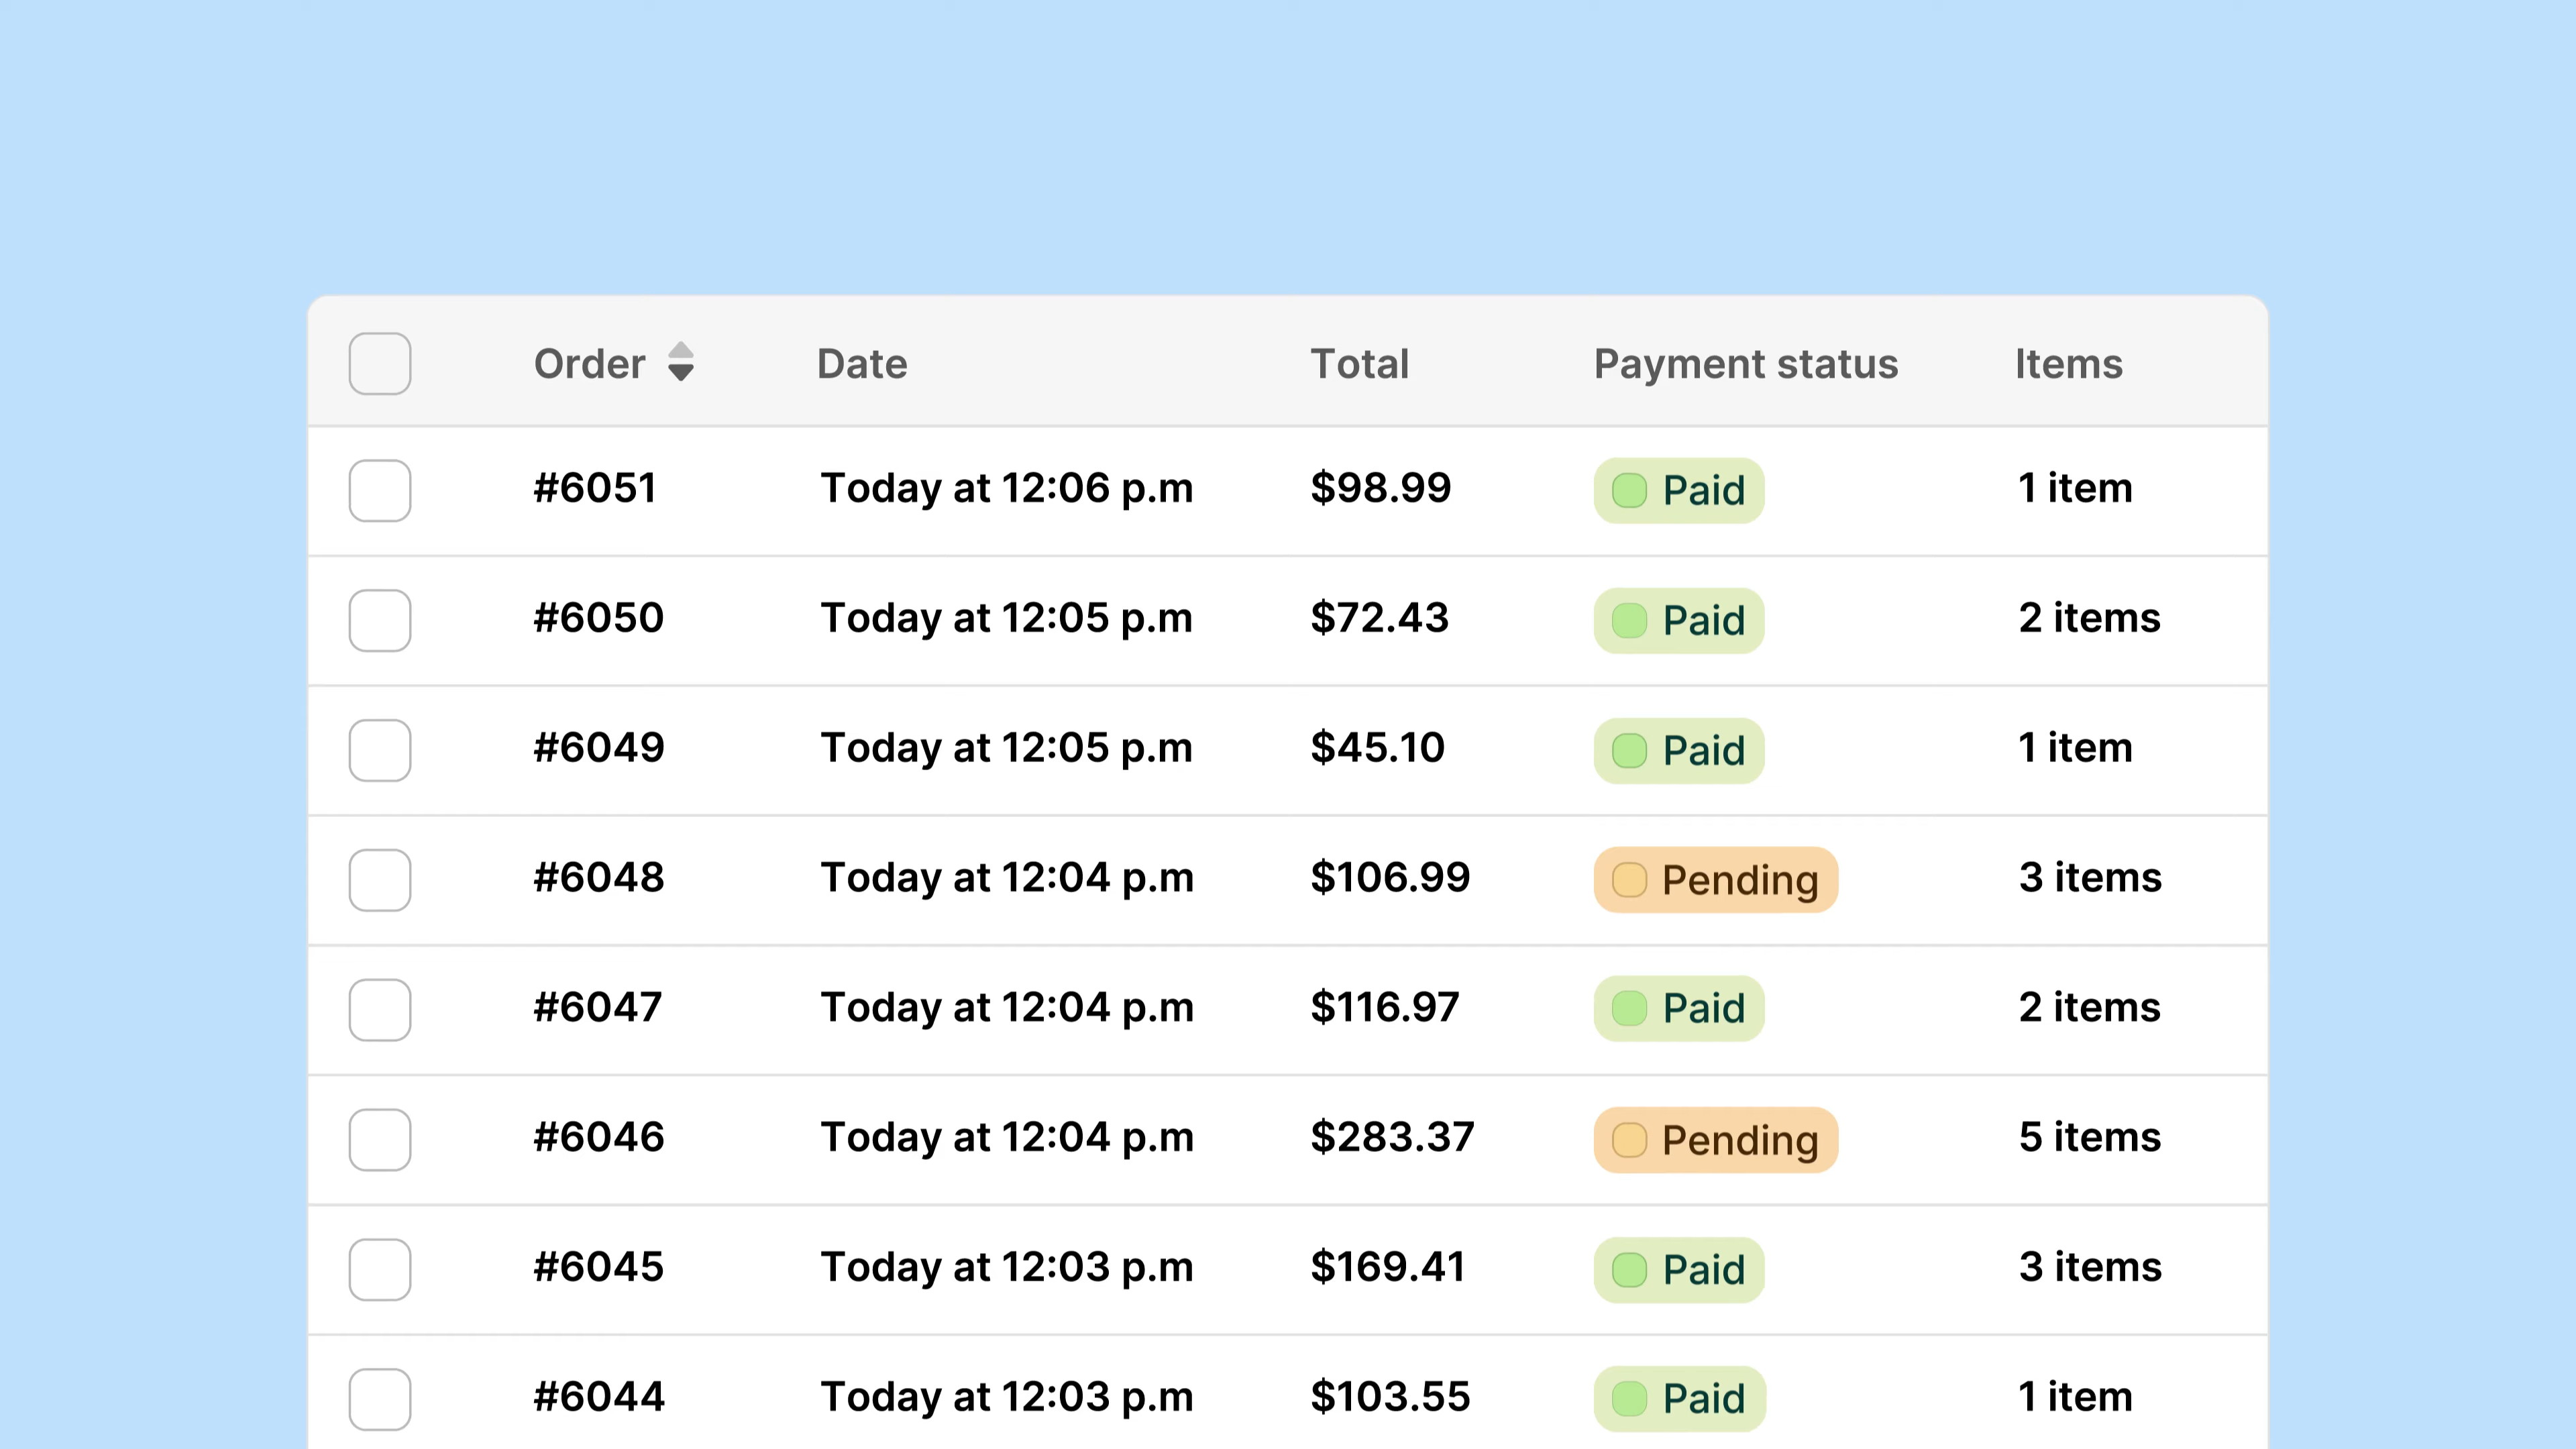 Order Date Total Payment status Items
#6051 Today at 12:06 p.m $98.99 Paid 1 item
#6050 Today at 12:05 p.m $72.43 Paid 2 items
#6049 Today at 12:05 p.m $45.10 Paid 1 item
#6048 Today at 12:04 p.m $106.99 Pending 3 items
#6047 Today at 12:04 p.m $116.97 Paid 2 items
#6046 Today at 12:04 p.m $283.37 Pending 5 items
#6045 Today at 12:03 p.m $169.41 Paid 3 items
#6044 Today at 12:03 p.m $103.55 Paid 1 item